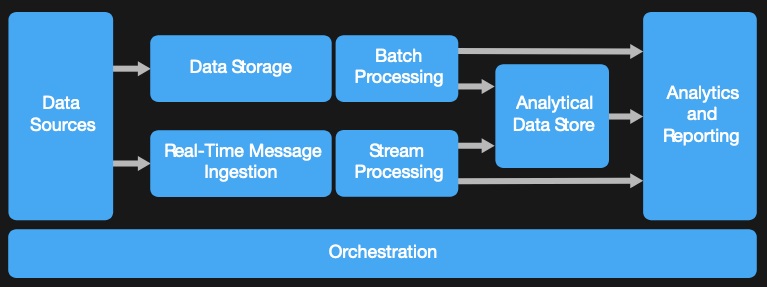 Data
Sources
Data Storage
Batch
Processing
Real-Time Message
Ingestion
Stream
Processing
Analytical
Data Store
Analytics
and
Reporting
Orchestration